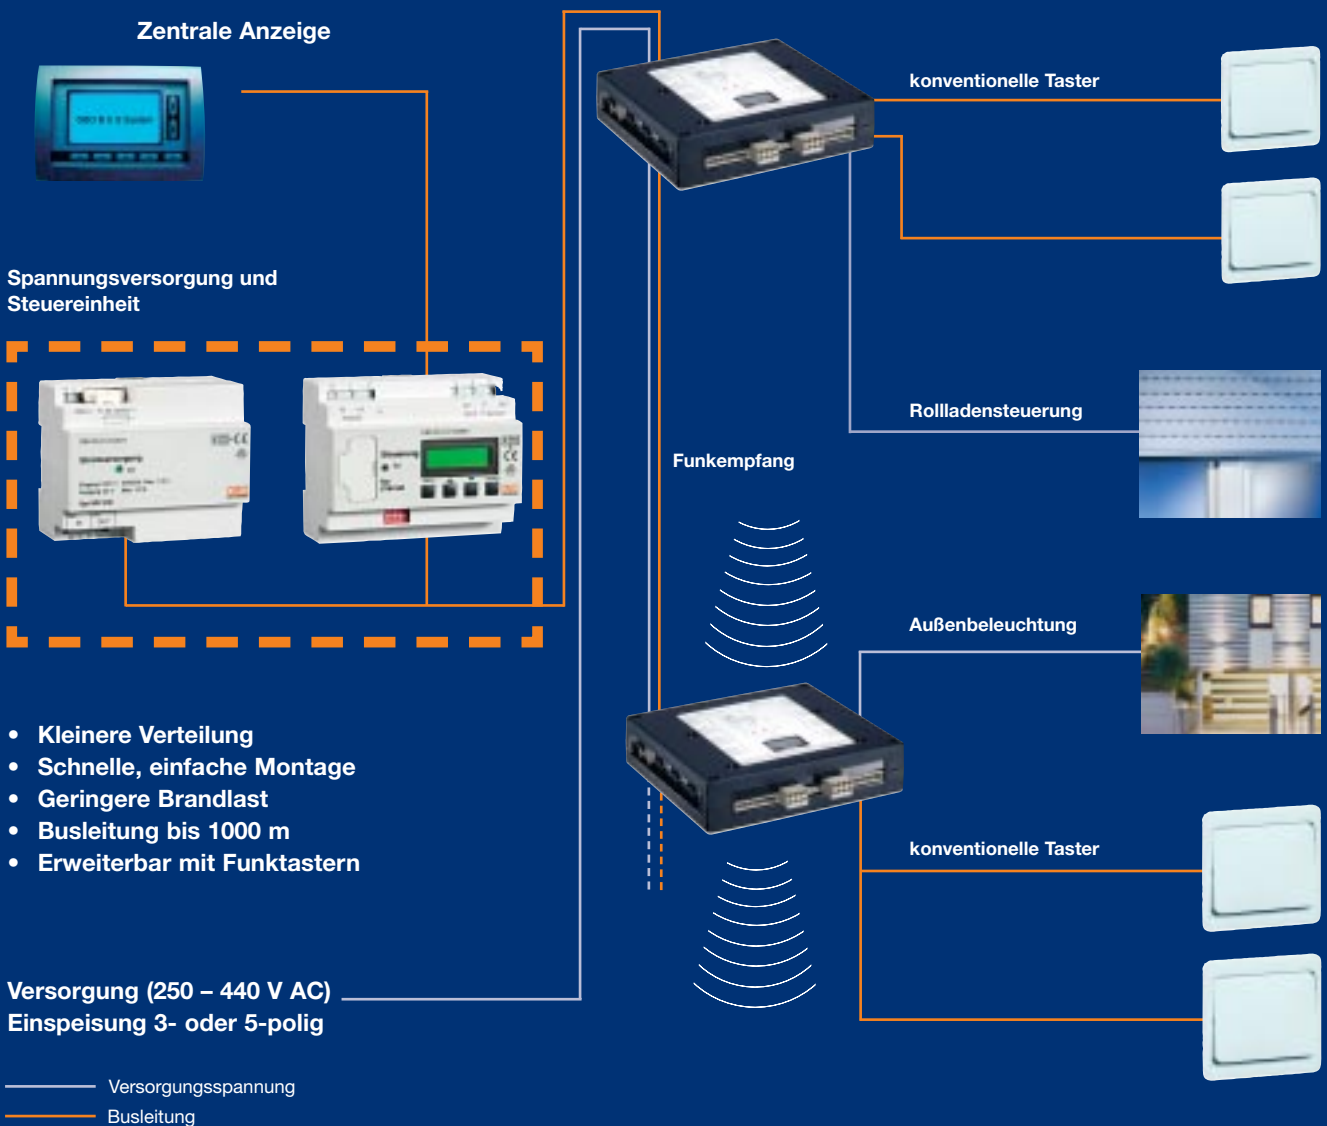 Zentrale Anzeige
konventionelle Taster
Spannungsversorgung und
Steuereinheit
Rollladensteuerung
Funkempfang
Außenbeleuchtung
• Kleinere Verteilung
• Schnelle, einfache Montage
• Geringere Brandlast
• Busleitung bis 1000 m
• Erweiterbar mit Funktastern
konventionelle Taster
Versorgung (250 – 440 V AC)
Einspeisung 3- oder 5-polig
Versorgungsspannung
Busleitung